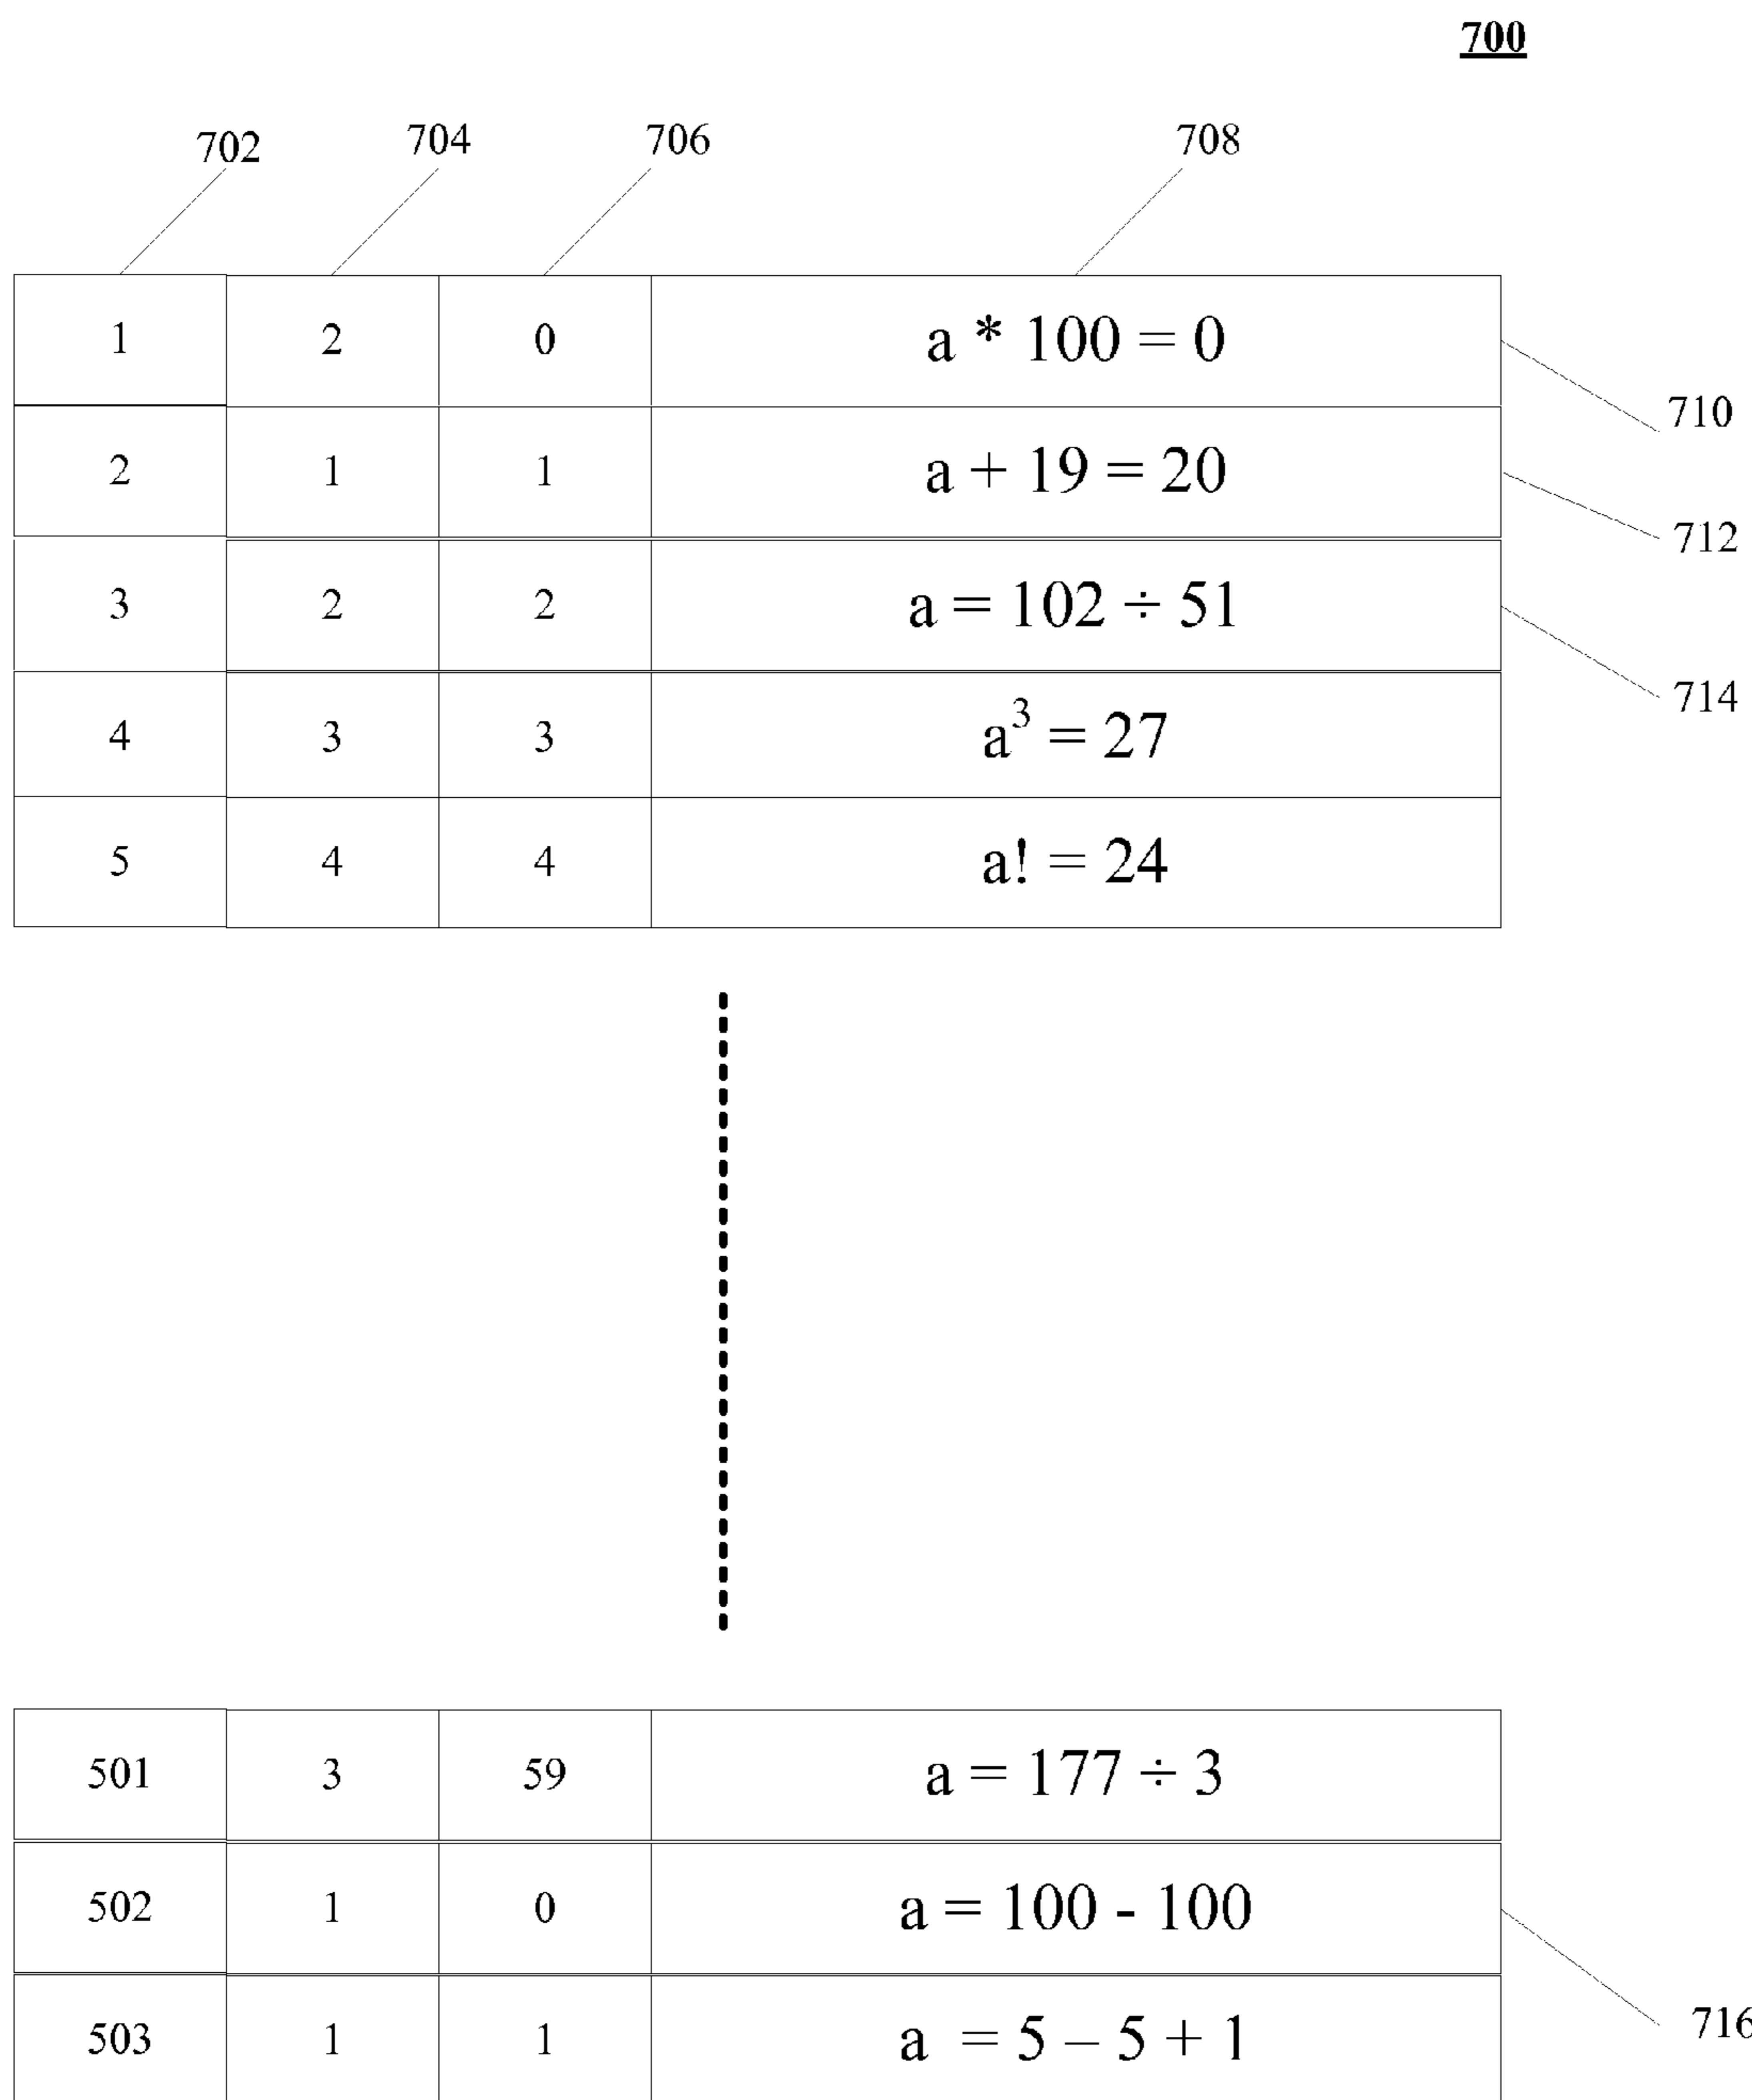 700
702 704 706 708
1 2 0 a * 100 = 0
710
2 1 1 a + 19 = 20
712
3 2 2 a = 102 ÷ 51
714
4 3 3 a³ = 27
5 4 4 a! = 24
501 3 59 a = 177 ÷ 3
502 1 0 a = 100 - 100
716
503 1 1 a = 5 – 5 + 1